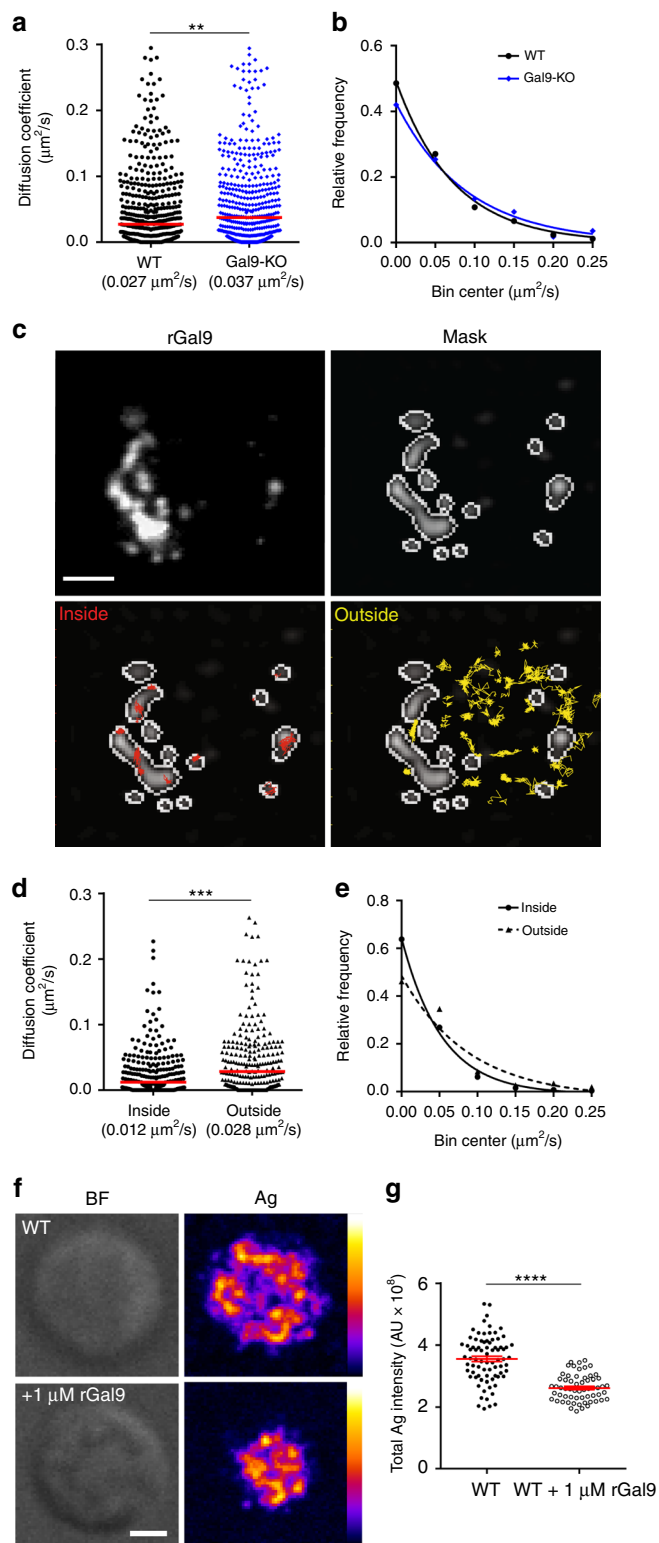 a
**
Diffusion coefficient
(μm²/s)
0.3
0.2
0.1
0.0
WT
(0.027 μm²/s)
Gal9-KO
(0.037 μm²/s)
b
Relative frequency
0.6
0.4
0.2
0.0
WT
Gal9-KO
0.00 0.05 0.10 0.15 0.20 0.25
Bin center (μm²/s)
c
rGal9
Mask
Inside
Outside
d
***
Diffusion coefficient
(μm²/s)
0.3
0.2
0.1
0.0
Inside
(0.012 μm²/s)
Outside
(0.028 μm²/s)
e
Relative frequency
0.8
0.6
0.4
0.2
0.0
Inside
Outside
0.00 0.05 0.10 0.15 0.20 0.25
Bin center (μm²/s)
f
BF
Ag
WT
+1 μM rGal9
g
****
Total Ag intensity (AU × 10⁸)
6
4
2
0
WT
WT + 1 μM rGal9